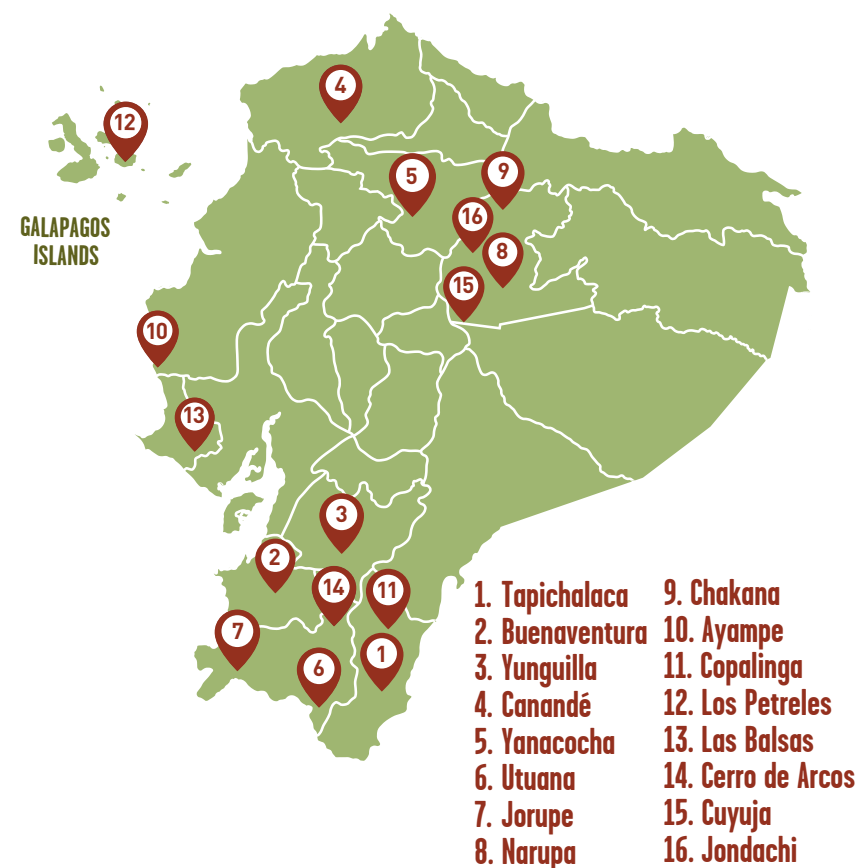 4
12
5
9
16
8
15
GALAPAGOS
ISLANDS
10
13
3
2
14
11
7
1
6
1. Tapichalaca
2. Buenaventura
3. Yunguilla
4. Canandé
5. Yanacocha
6. Utuana
7. Jorupe
8. Narupa
9. Chakana
10. Ayampe
11. Copalinga
12. Los Petreles
13. Las Balsas
14. Cerro de Arcos
15. Cuyuja
16. Jondachi